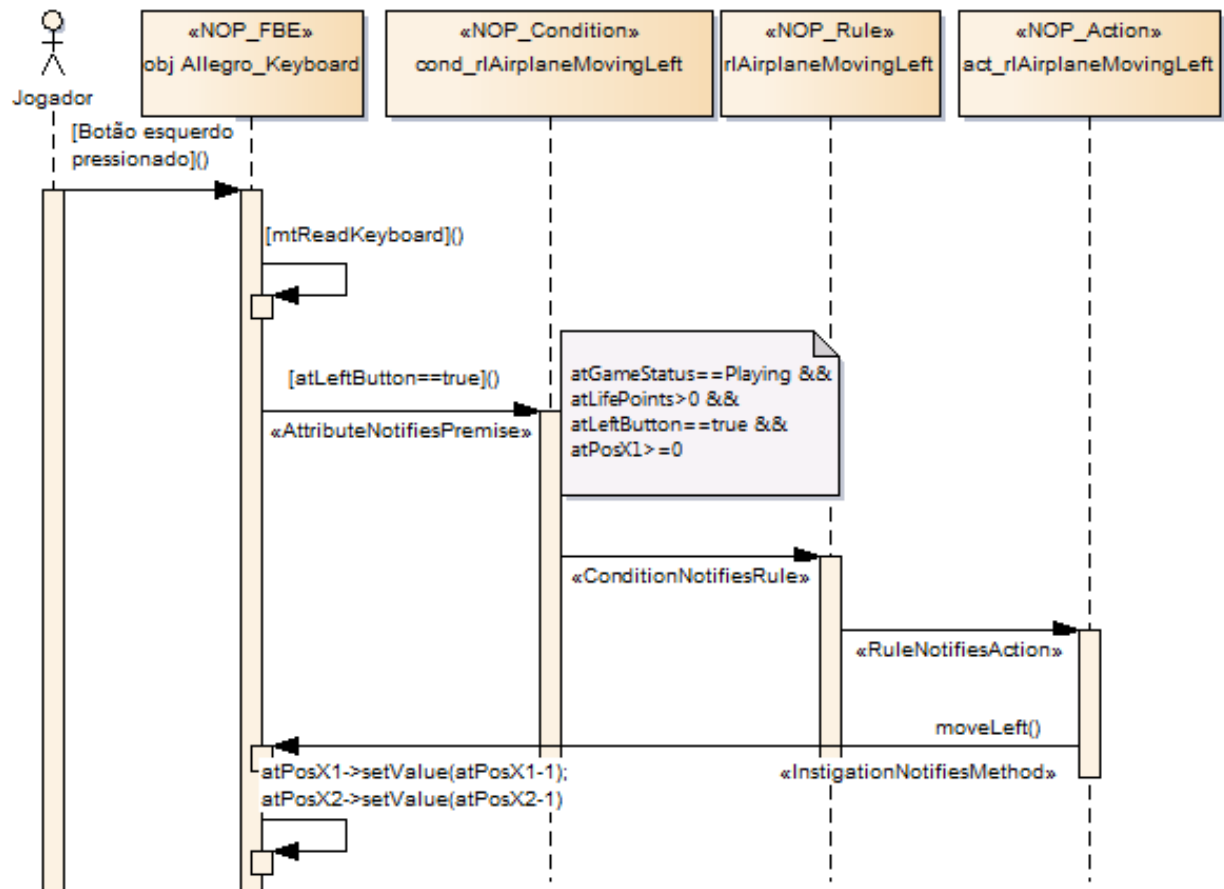 «NOP_FBE»
obj Allegro_Keyboard
«NOP_Condition»
cond_rlAirplaneMovingLeft
«NOP_Rule»
rlAirplaneMovingLeft
«NOP_Action»
act_rlAirplaneMovingLeft
Jogador
[Botão esquerdo
pressionado]()
[mtReadKeyboard]()
[atLeftButton==true]()
«AttributeNotifiesPremise»
atGameStatus==Playing &&
atLifePoints>0 &&
atLeftButton==true &&
atPosX1>=0
«ConditionNotifiesRule»
«RuleNotifiesAction»
moveLeft()
«InstigationNotifiesMethod»
atPosX1->setValue(atPosX1-1);
atPosX2->setValue(atPosX2-1)